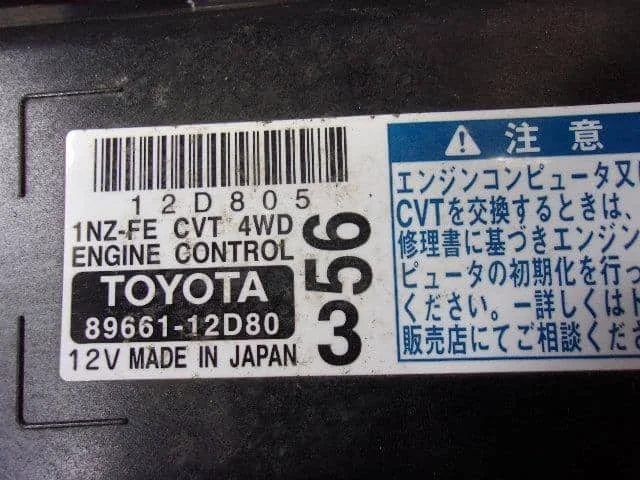 12D805
1NZ-FE CVT 4WD
ENGINE CONTROL
TOYOTA
89661-12D80
12V MADE IN JAPAN
356
注意
エンジンコンピュータ又
CVTを交換するときは、
修理書に基づきエンジン
ピュータの初期化を行っ
ください。一詳しくはト
販売店にてご相談くださ